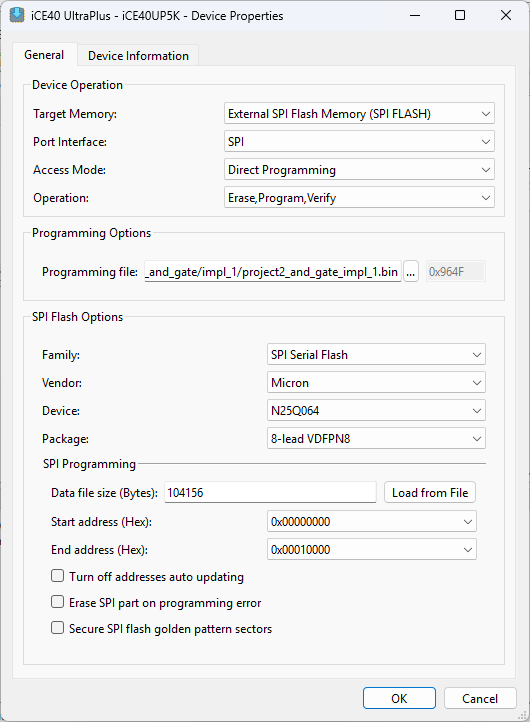 iCE40 UltraPlus - iCE40UP5K - Device Properties
General Device Information
Device Operation
Target Memory: External SPI Flash Memory (SPI FLASH)
Port Interface: SPI
Access Mode: Direct Programming
Operation: Erase,Program,Verify
Programming Options
Programming file: _and_gate/impl_1/project2_and_gate_impl_1.bin ... 0x964F
SPI Flash Options
Family: SPI Serial Flash
Vendor: Micron
Device: N25Q064
Package: 8-lead VDFPN8
SPI Programming
Data file size (Bytes): 104156 Load from File
Start address (Hex): 0x00000000
End address (Hex): 0x00010000
Turn off addresses auto updating
Erase SPI part on programming error
Secure SPI flash golden pattern sectors
OK Cancel